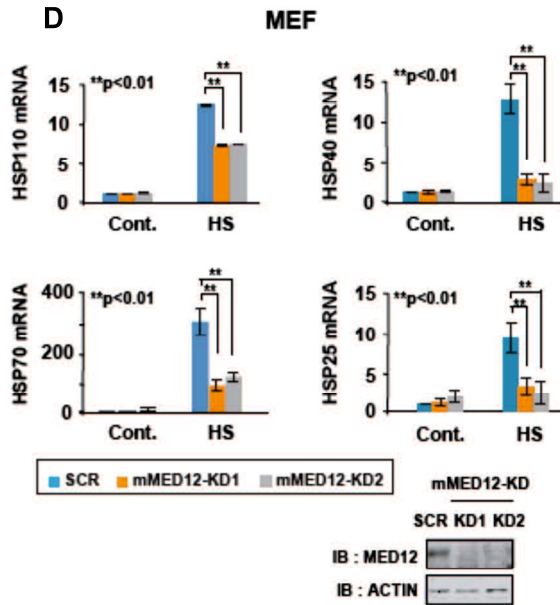 D MEF
HSP110 mRNA
15
10
5
0
**p<0.01
**
**
Cont. HS
HSP40 mRNA
15
10
5
0
**p<0.01
**
**
Cont. HS
HSP70 mRNA
400
200
0
**p<0.01
**
**
Cont. HS
HSP25 mRNA
15
10
5
0
**p<0.01
**
**
Cont. HS
SCR mMED12-KD1 mMED12-KD2
mMED12-KD
SCR KD1 KD2
IB : MED12
IB : ACTIN